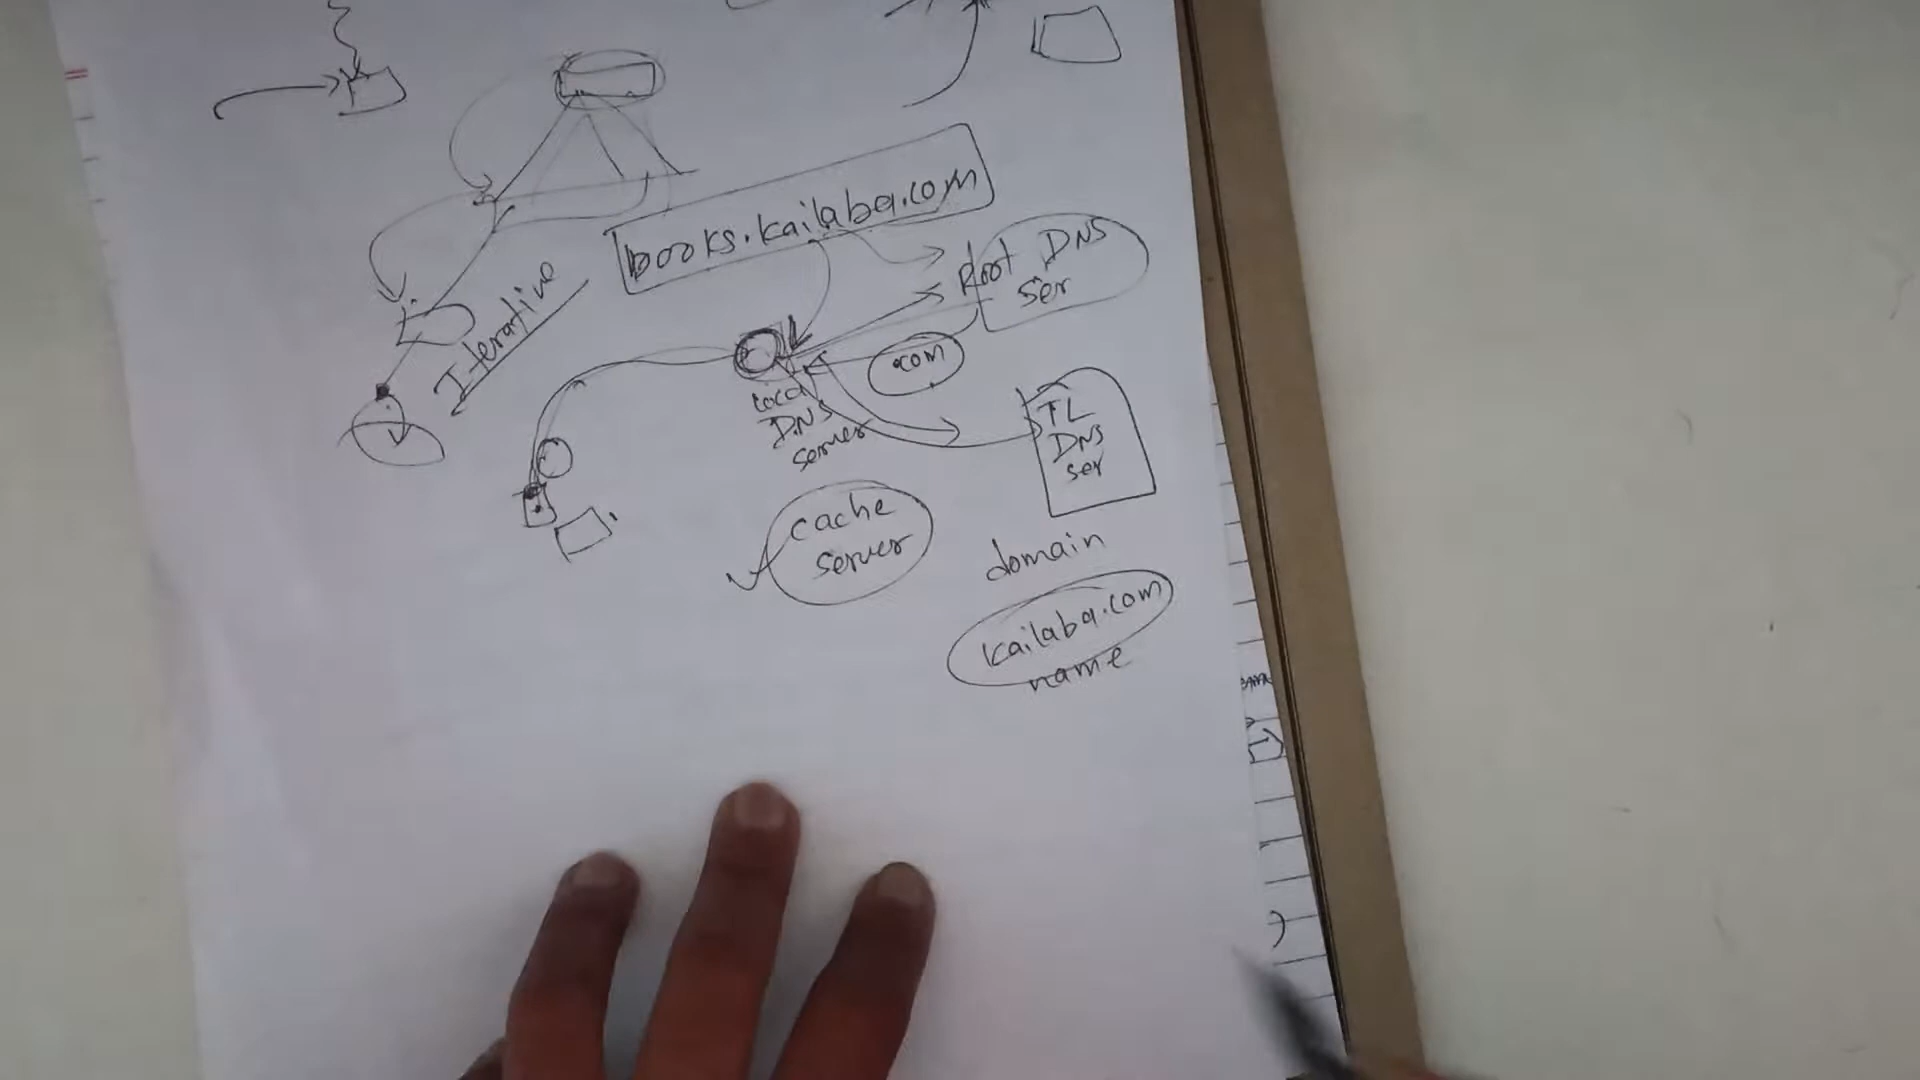 books.kailaba.com
Root DNS
ser
Iterative
.com
Local
DNS
server
TL
DNS
ser
cache
server
domain
kailaba.com
name